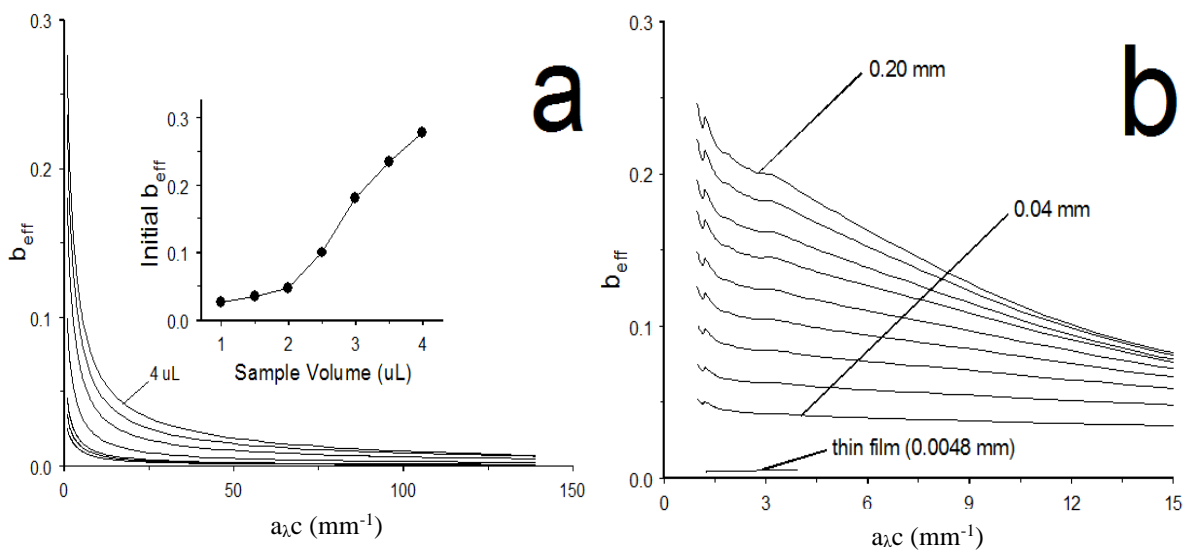 a
0.3
0.2
0.1
0.0
b_eff
0
50
100
150
aλc (mm⁻¹)
4 uL
0.3
0.2
0.1
0.0
Initial b_eff
1
2
3
4
Sample Volume (uL)
b
0.3
0.2
0.1
0.0
b_eff
0.20 mm
0.04 mm
thin film (0.0048 mm)
0
3
6
9
12
15
aλc (mm⁻¹)